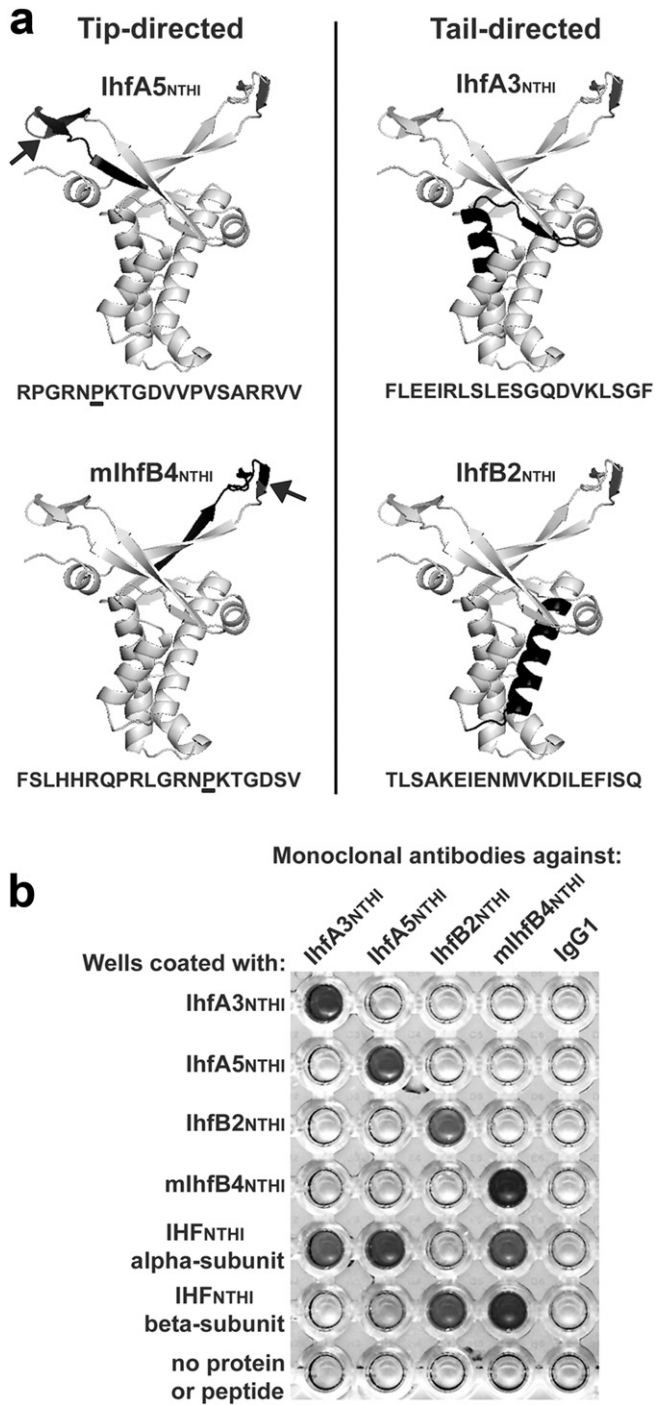 a
Tip-directed
Tail-directed
IhfA5NTHI
IhfA3NTHI
RPGRNPKTGDVVPVSARRVV
FLEEIRLSLESGQDVKLSGF
mIhfB4NTHI
IhfB2NTHI
FSLHHRQPRLGRNPKTGDSV
TLSAKEIENMVKDILEFISQ
b
Monoclonal antibodies against:
IhfA3NTHI
IhfA5NTHI
IhfB2NTHI
mIhfB4NTHI
IgG1
Wells coated with:
IhfA3NTHI
IhfA5NTHI
IhfB2NTHI
mIhfB4NTHI
IHFNTHI
alpha-subunit
IHFNTHI
beta-subunit
no protein
or peptide